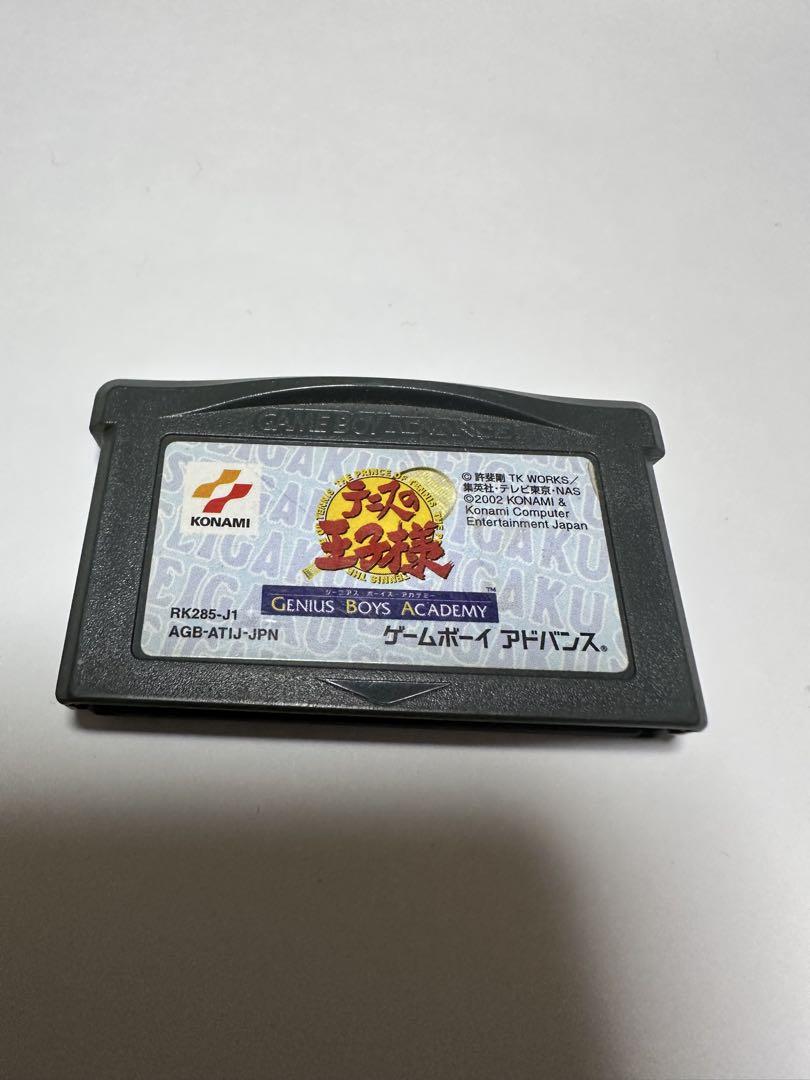 GAME BOY ADVANCE
KONAMI
THE PRINCE OF TENNIS
テニスの
王子様
ジーニアス ボーイズ アカデミー
GENIUS BOYS ACADEMY™
© 許斐剛 TK WORKS／
集英社・テレビ東京・NAS
©2002 KONAMI &
Konami Computer
Entertainment Japan
RK285-J1
AGB-ATIJ-JPN
ゲームボーイ アドバンス®
SEIGAKU